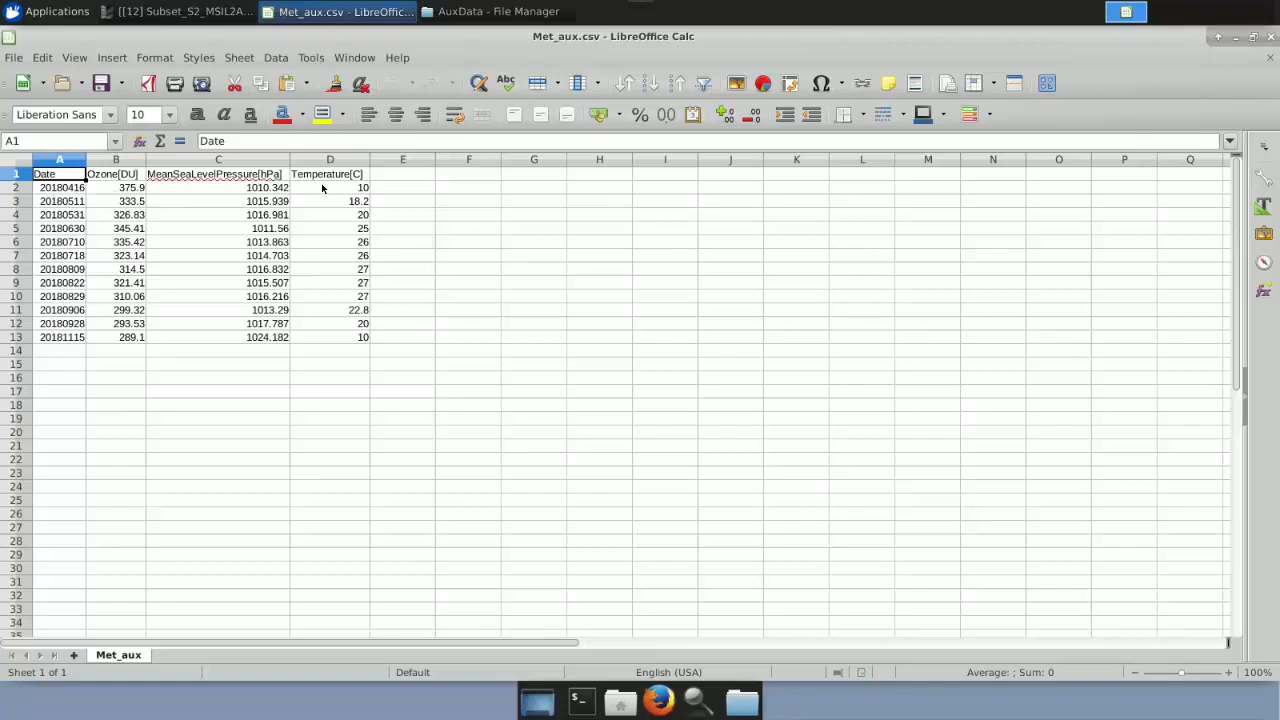 Applications [[12] Subset_S2_MSIL2A... Met_aux.csv - LibreOffic... AuxData - File Manager
Met_aux.csv - LibreOffice Calc
File Edit View Insert Format Styles Sheet Data Tools Window Help
Liberation Sans 10
A1 Date
A B C D E F G H I J K L M N O P Q
1 Date Ozone[DU] MeanSeaLevelPressure[hPa] Temperature[C]
2 20180416 375.9 1010.342 10
3 20180511 333.5 1015.939 18.2
4 20180531 326.83 1016.981 20
5 20180630 345.41 1011.56 25
6 20180710 335.42 1013.863 26
7 20180718 323.14 1014.703 26
8 20180809 314.5 1016.832 27
9 20180822 321.41 1015.507 27
10 20180829 310.06 1016.216 27
11 20180906 299.32 1013.29 22.8
12 20180928 293.53 1017.787 20
13 20181115 289.1 1024.182 10
14
15
16
17
18
19
20
21
22
23
24
25
26
27
28
29
30
31
32
33
34
35
Met_aux
Sheet 1 of 1 Default English (USA) Average: ; Sum: 0 100%